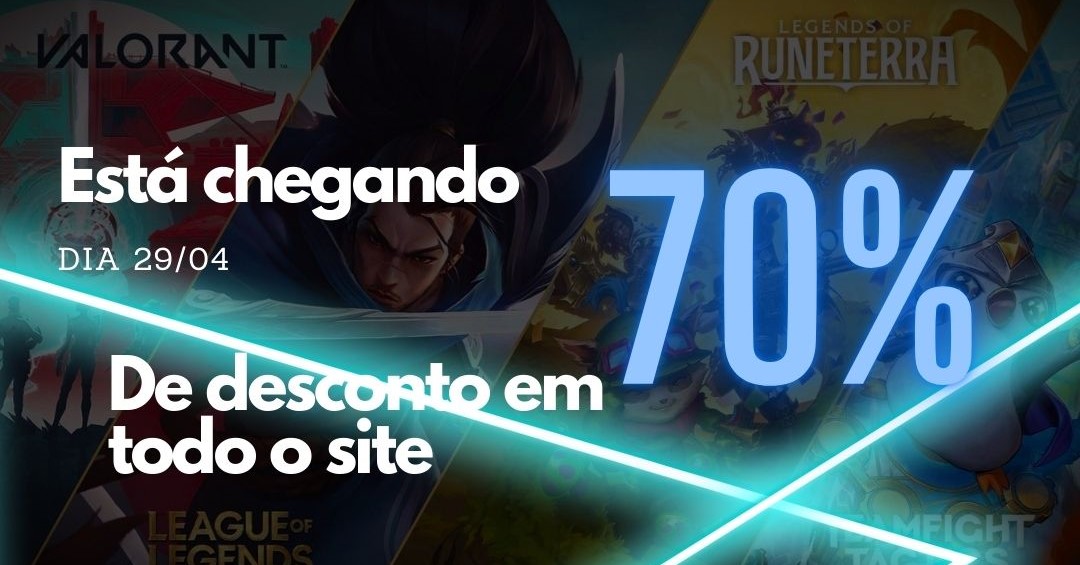 VALORANT
LEGENDS OF
RUNETERRA
Está chegando
DIA 29/04
70%
De desconto em
todo o site
LEAGUE OF
LEGENDS
TEAMFIGHT
TACTICS